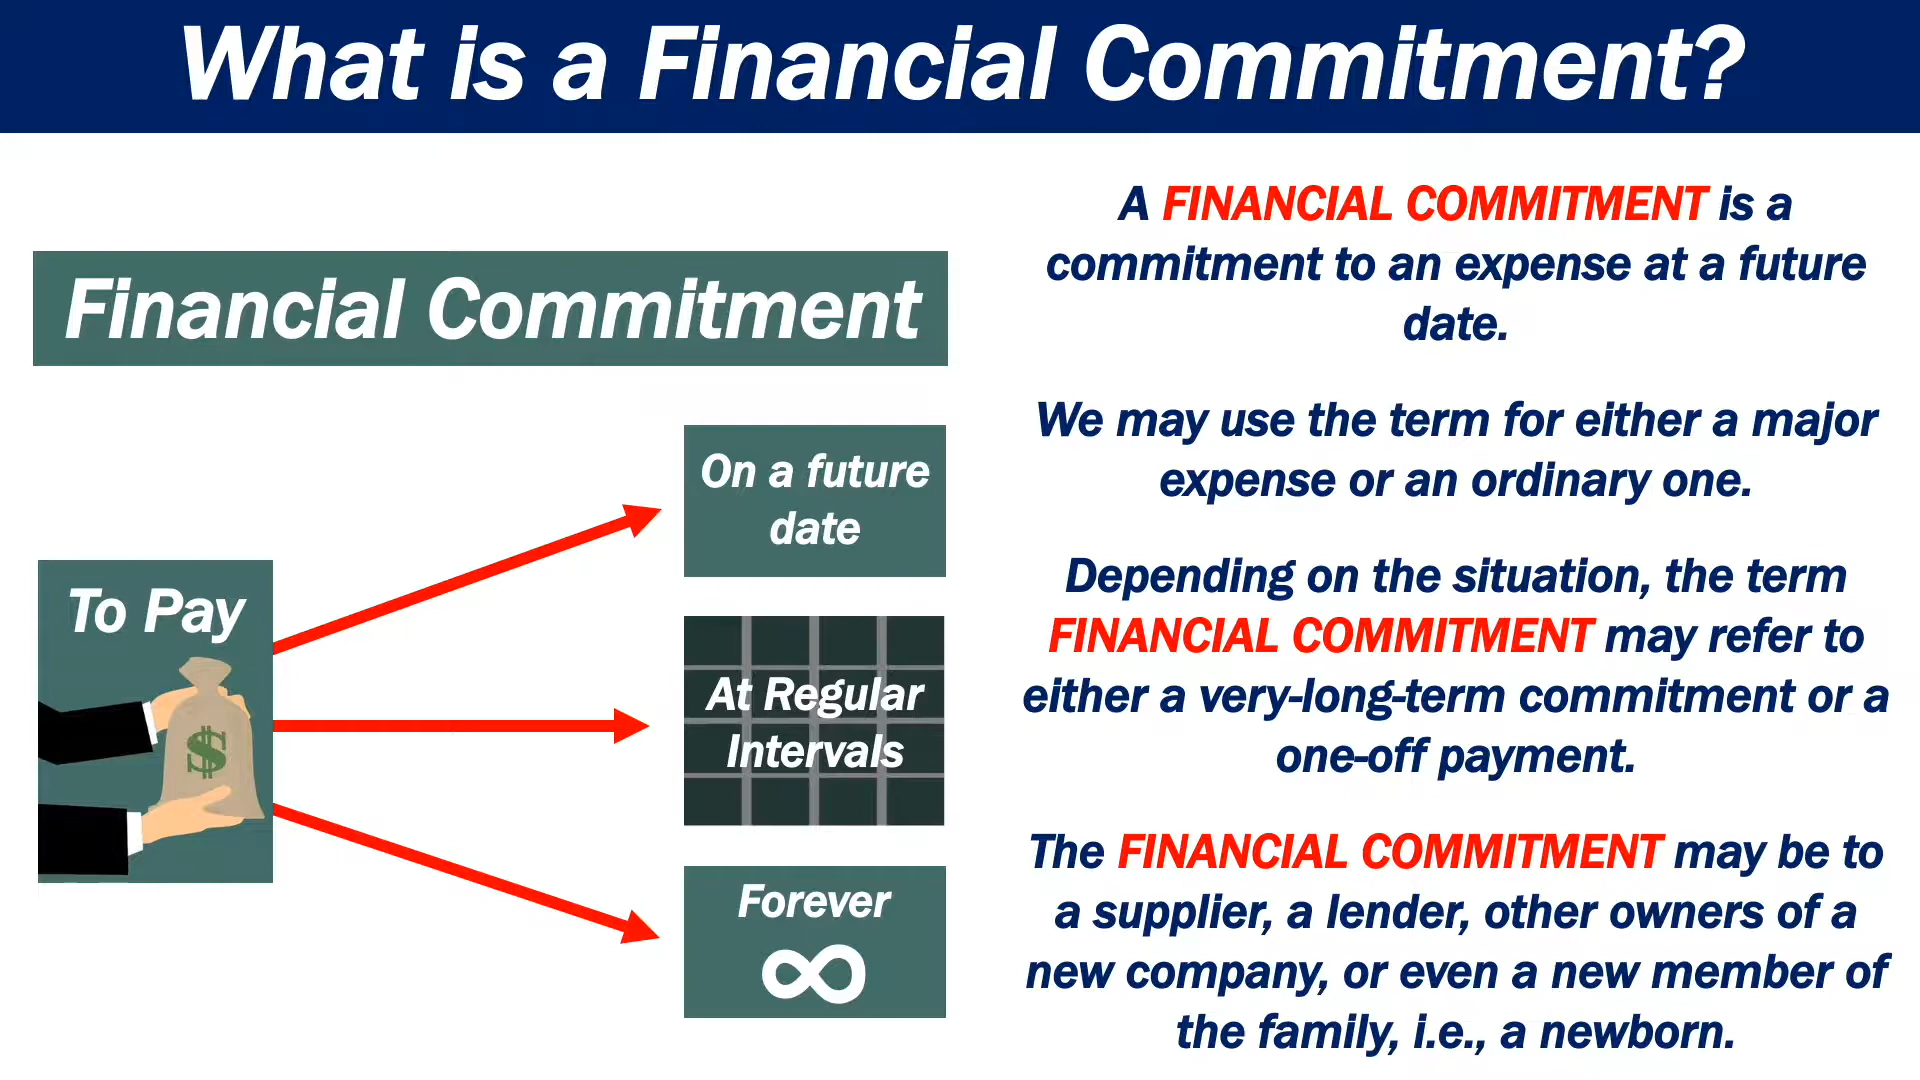 What is a Financial Commitment?
Financial Commitment
To Pay
$
On a future
date
At Regular
Intervals
Forever
∞
A FINANCIAL COMMITMENT is a
commitment to an expense at a future
date.
We may use the term for either a major
expense or an ordinary one.
Depending on the situation, the term
FINANCIAL COMMITMENT may refer to
either a very-long-term commitment or a
one-off payment.
The FINANCIAL COMMITMENT may be to
a supplier, a lender, other owners of a
new company, or even a new member of
the family, i.e., a newborn.